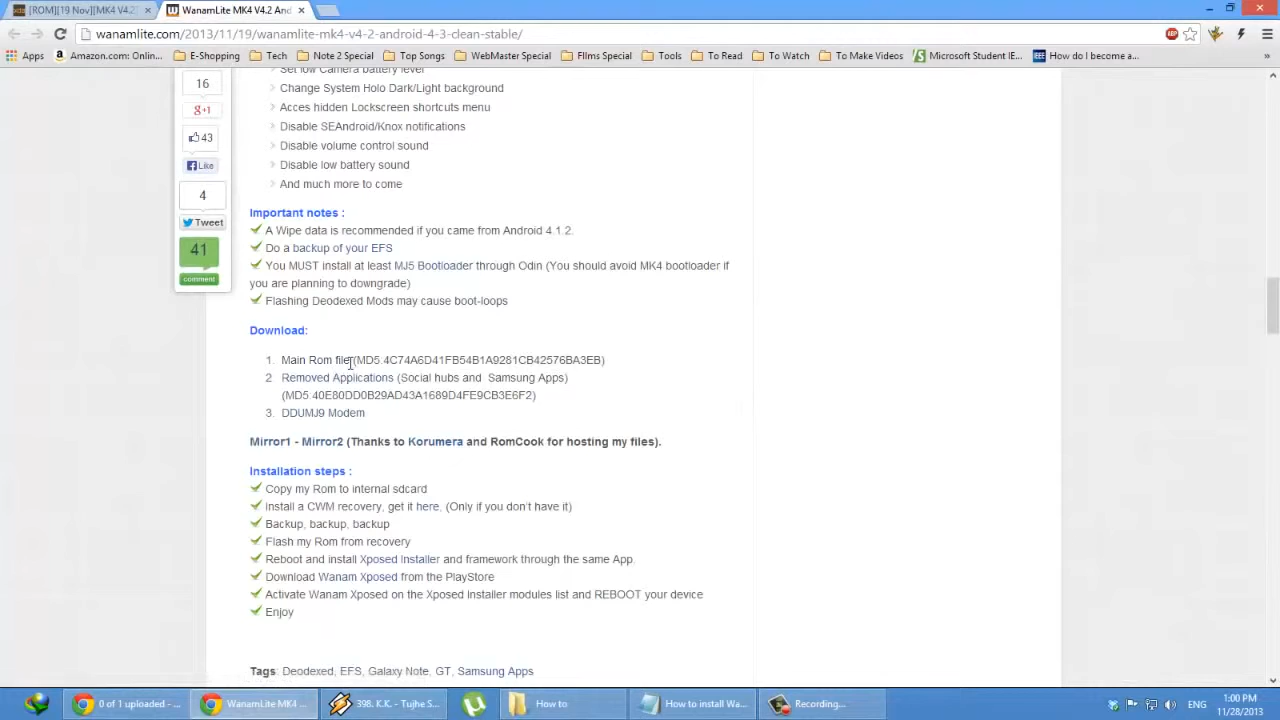 [ROM][19 Nov][MK4 V4.2]
WanamLite MK4 V4.2 And
wanamlite.com/2013/11/19/wanamlite-mk4-v4-2-android-4-3-clean-stable/
Apps
Amazon.com: Onlin...
E-Shopping
Tech
Note 2 Special
Top Songs
WebMaster Special
FIlms Special
Tools
To Read
To Watch
To Make Videos
Microsoft Student IE...
How do I become a...
»
16
+1
43
Like
4
Tweet
41
comment
Set low Camera battery level
Change System Holo Dark/Light background
Acces hidden Lockscreen shortcuts menu
Disable SEAndroid/Knox notifications
Disable volume control sound
Disable low battery sound
And much more to come
Important notes :
A Wipe data is recommended if you came from Android 4.1.2.
Do a backup of your EFS
You MUST install at least MJ5 Bootloader through Odin (You should avoid MK4 bootloader if
you are planning to downgrade)
Flashing Deodexed Mods may cause boot-loops
Download:
1. Main Rom file (MD5:4C74A6D41FB54B1A9281CB42576BA3EB)
2. Removed Applications (Social hubs and Samsung Apps)
(MD5:40E80DD0B29AD43A1689D4FE9CB3E6F2)
3. DDUMJ9 Modem
Mirror1 - Mirror2 (Thanks to Korumera and RomCook for hosting my files).
Installation steps :
Copy my Rom to internal sdcard
Install a CWM recovery, get it here, (Only if you don't have it)
Backup, backup, backup
Flash my Rom from recovery
Reboot and install Xposed Installer and framework through the same App.
Download Wanam Xposed from the PlayStore
Activate Wanam Xposed on the Xposed Installer modules list and REBOOT your device
Enjoy
Tags: Deodexed, EFS, Galaxy Note, GT, Samsung Apps
0 of 1 uploaded - ...
WanamLite MK4 ...
398. K.K. - Tujhe S...
How to
How to install Wa...
Recording...
ENG
1:00 PM
11/28/2013